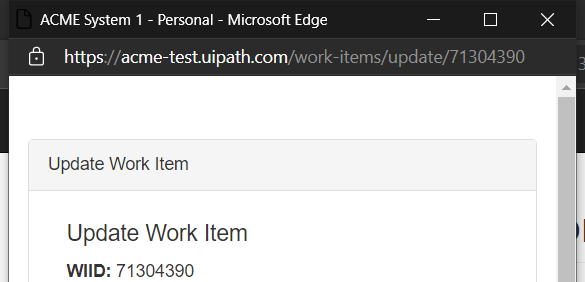 ACME System 1 - Personal - Microsoft Edge
https://acme-test.uipath.com/work-items/update/71304390
Update Work Item
Update Work Item
WIID: 71304390